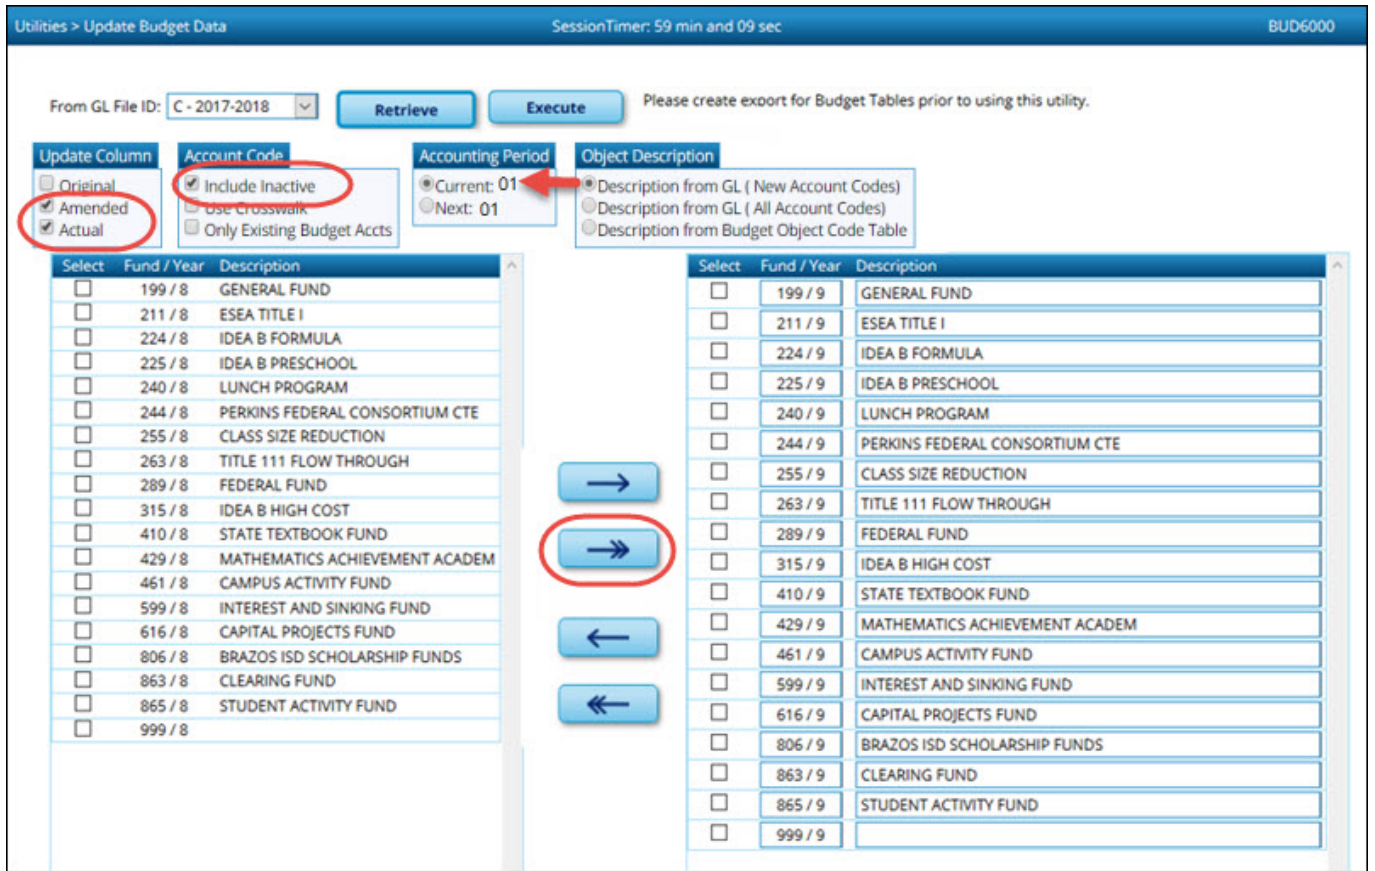 Utilities > Update Budget Data SessionTimer: 59 min and 09 sec BUD6000
From GL File ID: C - 2017-2018 Retrieve Execute Please create export for Budget Tables prior to using this utility.
Update Column Account Code Accounting Period Object Description
Original Include Inactive Current: 01 Description from GL ( New Account Codes)
Amended Use Crosswalk Next: 01 Description from GL ( All Account Codes)
Actual Only Existing Budget Accts Description from Budget Object Code Table
Select Fund / Year Description
199 / 8 GENERAL FUND
211 / 8 ESEA TITLE I
224 / 8 IDEA B FORMULA
225 / 8 IDEA B PRESCHOOL
240 / 8 LUNCH PROGRAM
244 / 8 PERKINS FEDERAL CONSORTIUM CTE
255 / 8 CLASS SIZE REDUCTION
263 / 8 TITLE 111 FLOW THROUGH
289 / 8 FEDERAL FUND
315 / 8 IDEA B HIGH COST
410 / 8 STATE TEXTBOOK FUND
429 / 8 MATHEMATICS ACHIEVEMENT ACADEM
461 / 8 CAMPUS ACTIVITY FUND
599 / 8 INTEREST AND SINKING FUND
616 / 8 CAPITAL PROJECTS FUND
806 / 8 BRAZOS ISD SCHOLARSHIP FUNDS
863 / 8 CLEARING FUND
865 / 8 STUDENT ACTIVITY FUND
999 / 8
Select Fund / Year Description
199 / 9 GENERAL FUND
211 / 9 ESEA TITLE I
224 / 9 IDEA B FORMULA
225 / 9 IDEA B PRESCHOOL
240 / 9 LUNCH PROGRAM
244 / 9 PERKINS FEDERAL CONSORTIUM CTE
255 / 9 CLASS SIZE REDUCTION
263 / 9 TITLE 111 FLOW THROUGH
289 / 9 FEDERAL FUND
315 / 9 IDEA B HIGH COST
410 / 9 STATE TEXTBOOK FUND
429 / 9 MATHEMATICS ACHIEVEMENT ACADEM
461 / 9 CAMPUS ACTIVITY FUND
599 / 9 INTEREST AND SINKING FUND
616 / 9 CAPITAL PROJECTS FUND
806 / 9 BRAZOS ISD SCHOLARSHIP FUNDS
863 / 9 CLEARING FUND
865 / 9 STUDENT ACTIVITY FUND
999 / 9